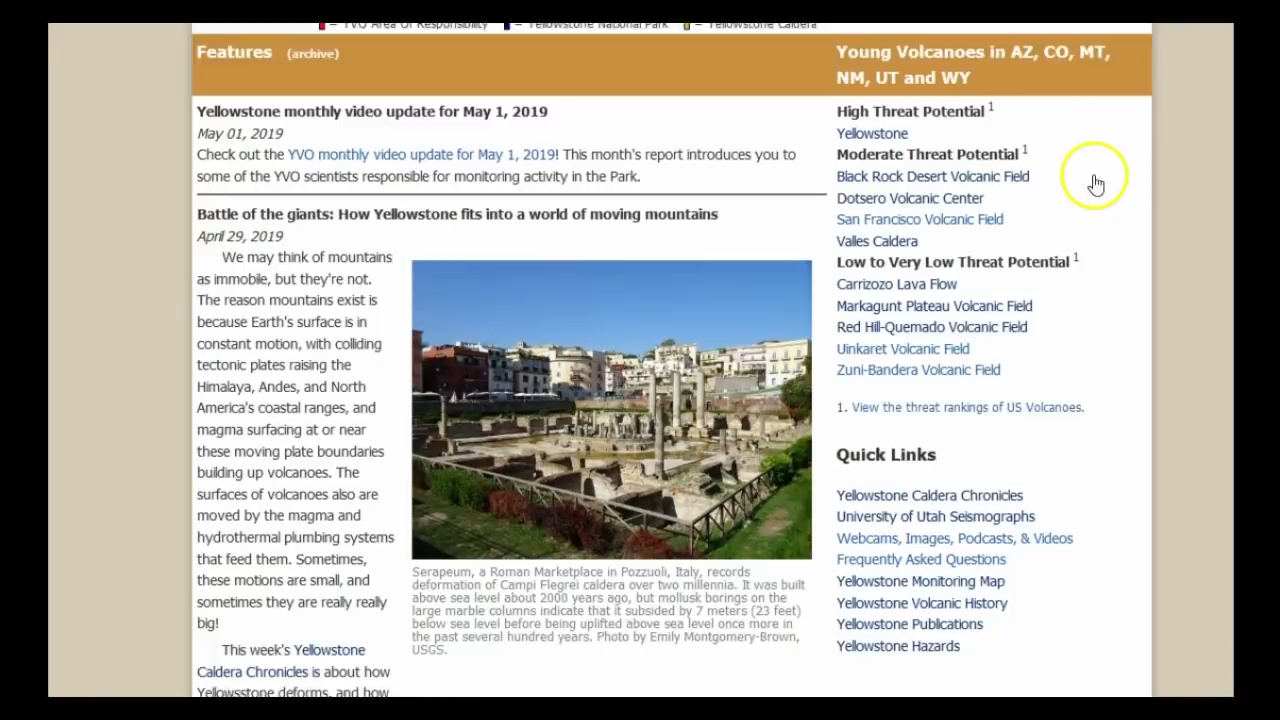 YVO Area Of Responsibility
Yellowstone National Park
Yellowstone Caldera
Features (archive)
Yellowstone monthly video update for May 1, 2019
May 01, 2019
Check out the YVO monthly video update for May 1, 2019! This month's report introduces you to
some of the YVO scientists responsible for monitoring activity in the Park.
Battle of the giants: How Yellowstone fits into a world of moving mountains
April 29, 2019
We may think of mountains
as immobile, but they're not.
The reason mountains exist is
because Earth's surface is in
constant motion, with colliding
tectonic plates raising the
Himalaya, Andes, and North
America's coastal ranges, and
magma surfacing at or near
these moving plate boundaries
building up volcanoes. The
surfaces of volcanoes also are
moved by the magma and
hydrothermal plumbing systems
that feed them. Sometimes,
these motions are small, and
sometimes they are really really
big!
This week's Yellowstone
Caldera Chronicles is about how
Yellowsstone deforms, and how
Serapeum, a Roman Marketplace in Pozzuoli, Italy, records
deformation of Campi Flegrei caldera over two millennia. It was built
above sea level about 2000 years ago, but mollusk borings on the
large marble columns indicate that it subsided by 7 meters (23 feet)
below sea level before being uplifted above sea level once more in
the past several hundred years. Photo by Emily Montgomery-Brown,
USGS.
Young Volcanoes in AZ, CO, MT,
NM, UT and WY
High Threat Potential 1
Yellowstone
Moderate Threat Potential 1
Black Rock Desert Volcanic Field
Dotsero Volcanic Center
San Francisco Volcanic Field
Valles Caldera
Low to Very Low Threat Potential 1
Carrizozo Lava Flow
Markagunt Plateau Volcanic Field
Red Hill-Quemado Volcanic Field
Uinkaret Volcanic Field
Zuni-Bandera Volcanic Field
1. View the threat rankings of US Volcanoes.
Quick Links
Yellowstone Caldera Chronicles
University of Utah Seismographs
Webcams, Images, Podcasts, & Videos
Frequently Asked Questions
Yellowstone Monitoring Map
Yellowstone Volcanic History
Yellowstone Publications
Yellowstone Hazards